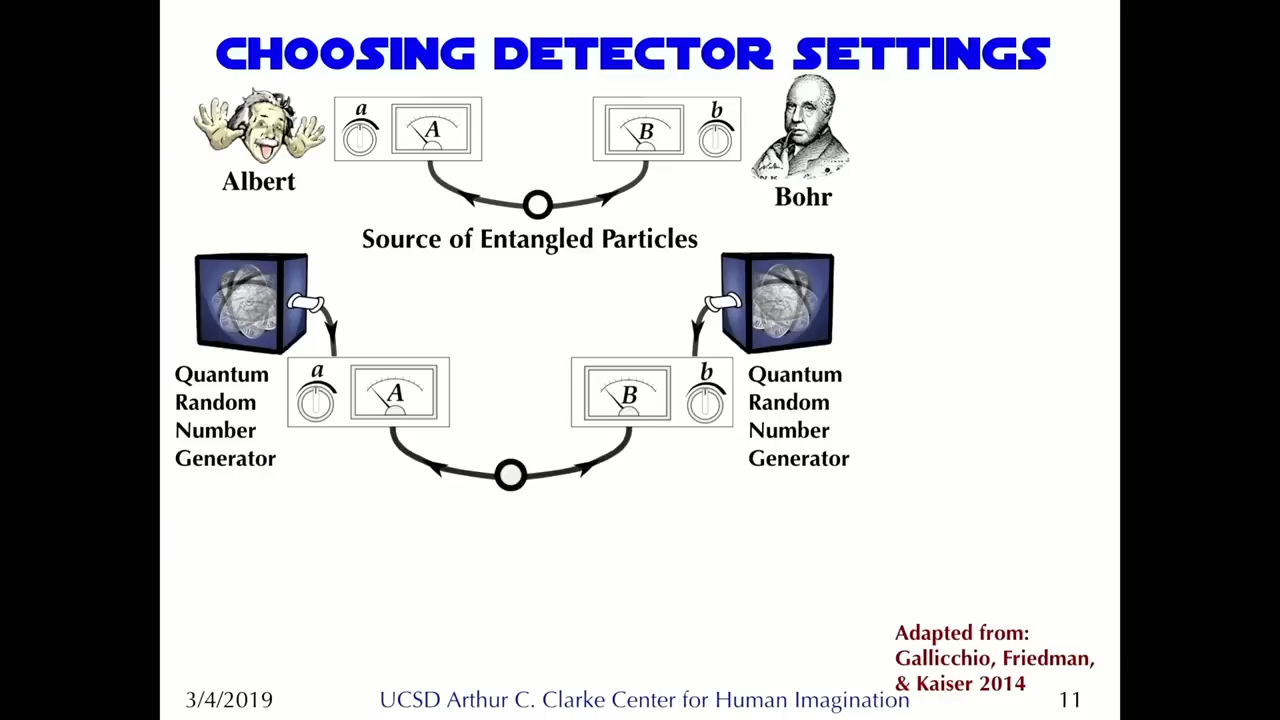 CHOOSING DETECTOR SETTINGS
a
A
B
b
Albert
Bohr
Source of Entangled Particles
a
A
B
b
Quantum
Random
Number
Generator
Quantum
Random
Number
Generator
Adapted from:
Gallicchio, Friedman,
& Kaiser 2014
3/4/2019
UCSD Arthur C. Clarke Center for Human Imagination
11